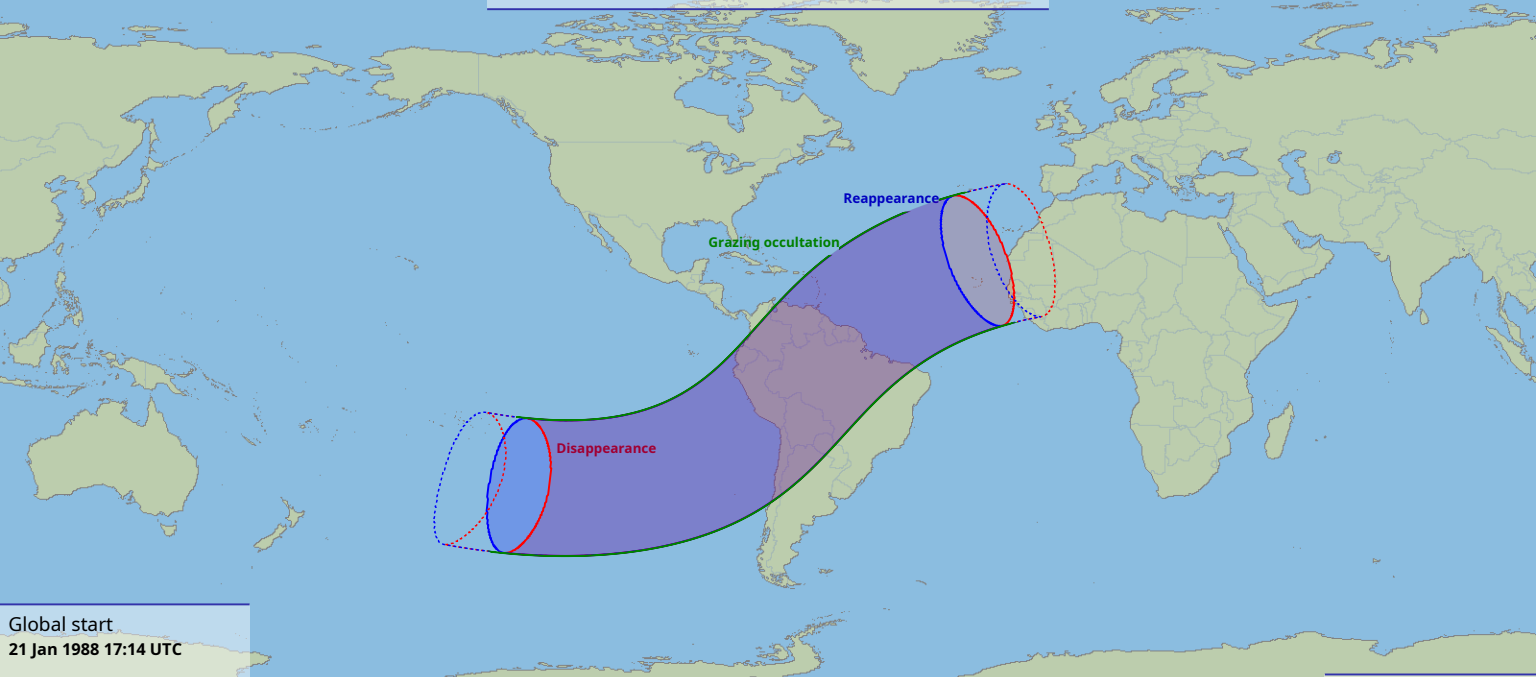 Reappearance
Grazing occultation
Disappearance
Global start
21 Jan 1988 17:14 UTC